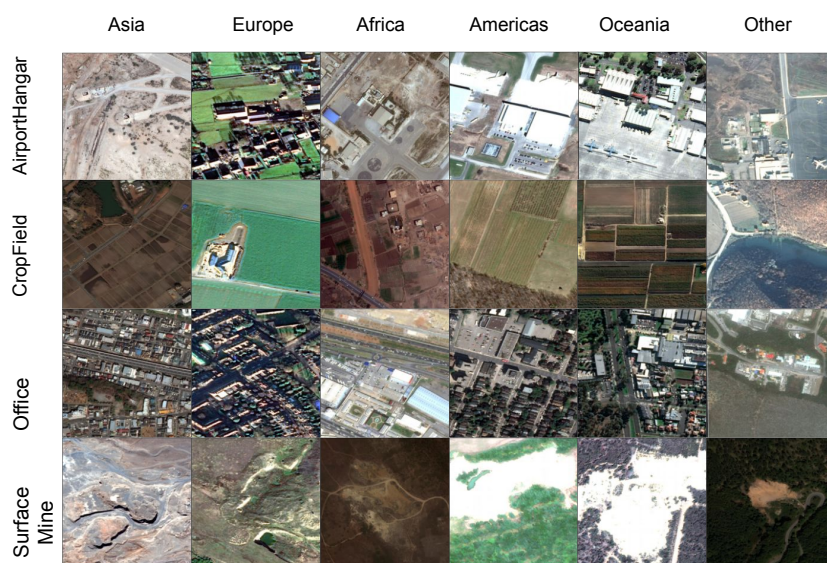 Asia Europe Africa Americas Oceania Other
AirportHangar
CropField
Office
Surface
Mine